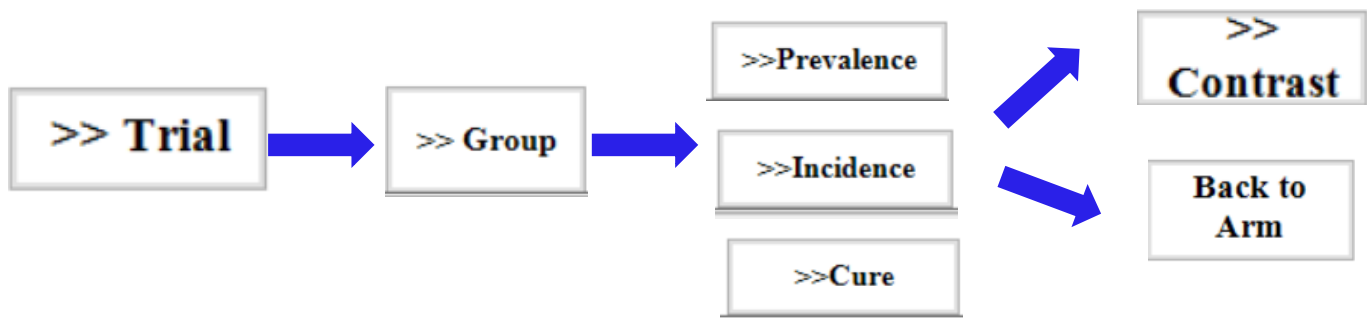 >> Trial
>> Group
>>Prevalence
>>Incidence
>>Cure
>>
Contrast
Back to
Arm